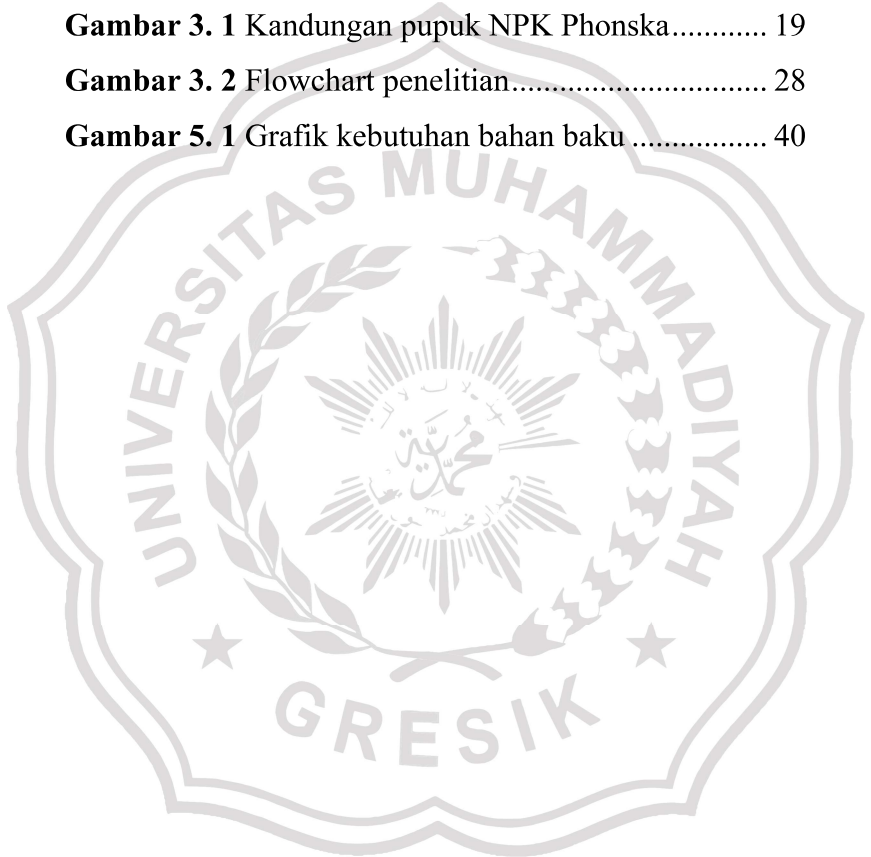 Gambar 3. 1 Kandungan pupuk NPK Phonska............ 19
Gambar 3. 2 Flowchart penelitian................................ 28
Gambar 5. 1 Grafik kebutuhan bahan baku ................. 40
UNIVERSITAS MUHAMMADIYAH
محمد
GRESIK